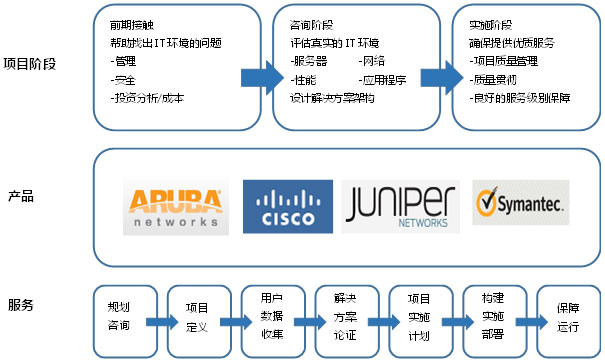 项目阶段
前期接触
帮助找出IT环境的问题
-管理
-安全
-投资分析/成本
咨询阶段
评估真实的IT环境
-服务器 -网络
-性能 -应用程序
设计解决方案架构
实施阶段
确保提供优质服务
-项目质量管理
-质量贯彻
-良好的服务级别保障
产品
ARUBA
networks
CISCO
JUNIPER
NETWORKS
Symantec.
服务
规划
咨询
项目
定义
用户
数据
收集
解决
方案
论证
项目
实施
计划
构建
实施
部署
保障
运行